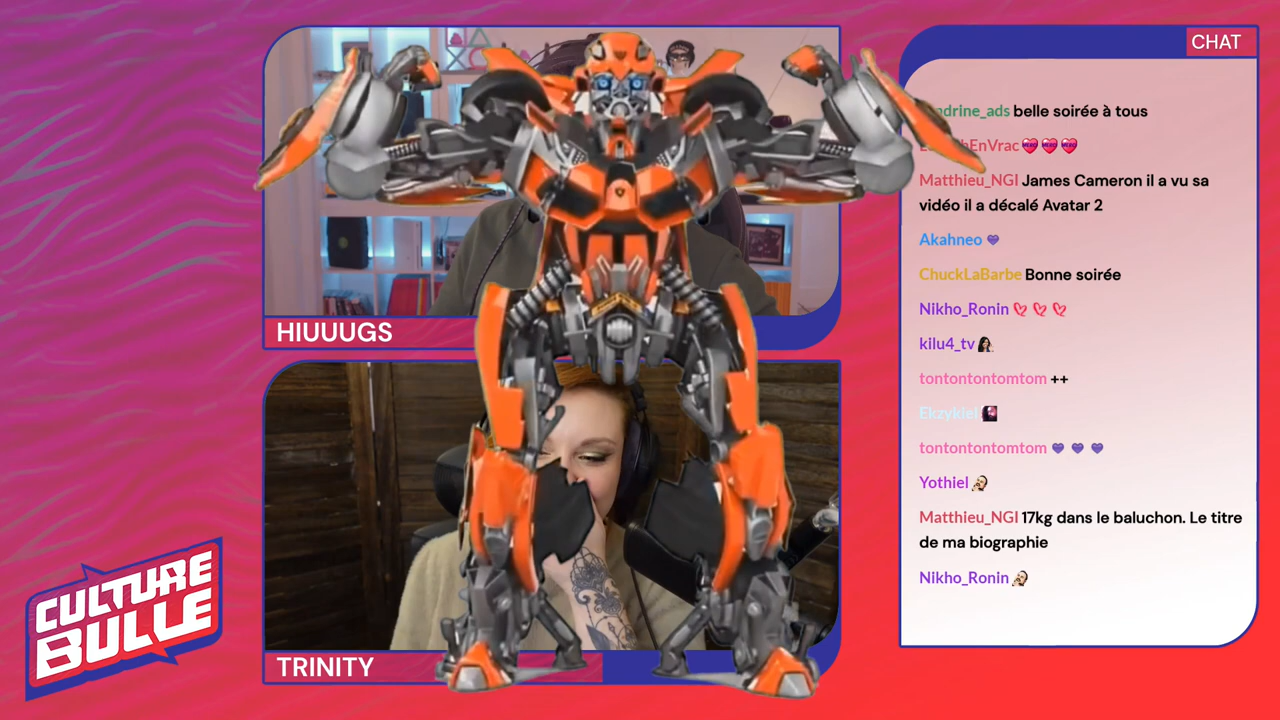 CHAT
drine_ads belle soirée à tous
hEnVrac
Matthieu_NGI James Cameron il a vu sa
vidéo il a décalé Avatar 2
Akahneo
ChuckLaBarbe Bonne soirée
Nikho_Ronin
kilu4_tv
tontontontomtom ++
Ekzykiel
tontontontomtom
Yothiel
Matthieu_NGI 17kg dans le baluchon. Le titre
de ma biographie
Nikho_Ronin
HIUUUGS
TRINITY
CULTURE
BULLE